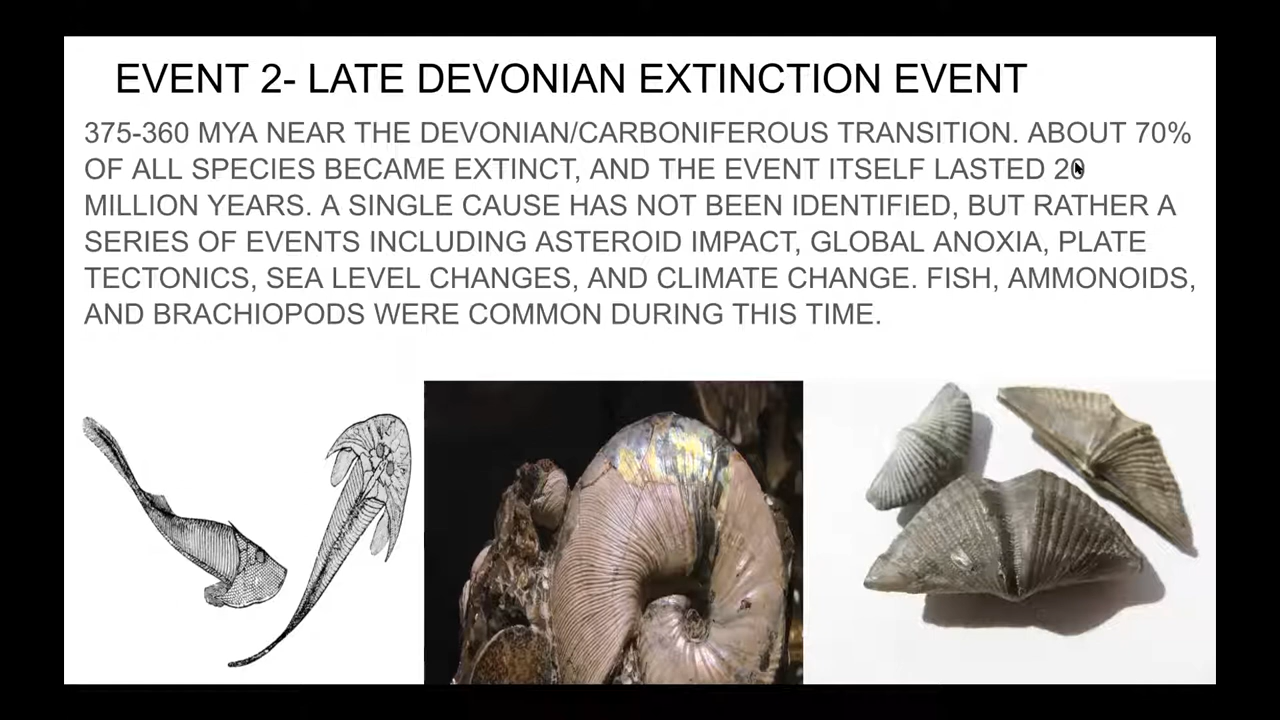 EVENT 2- LATE DEVONIAN EXTINCTION EVENT
375-360 MYA NEAR THE DEVONIAN/CARBONIFEROUS TRANSITION. ABOUT 70%
OF ALL SPECIES BECAME EXTINCT, AND THE EVENT ITSELF LASTED 20
MILLION YEARS. A SINGLE CAUSE HAS NOT BEEN IDENTIFIED, BUT RATHER A
SERIES OF EVENTS INCLUDING ASTEROID IMPACT, GLOBAL ANOXIA, PLATE
TECTONICS, SEA LEVEL CHANGES, AND CLIMATE CHANGE. FISH, AMMONOIDS,
AND BRACHIOPODS WERE COMMON DURING THIS TIME.